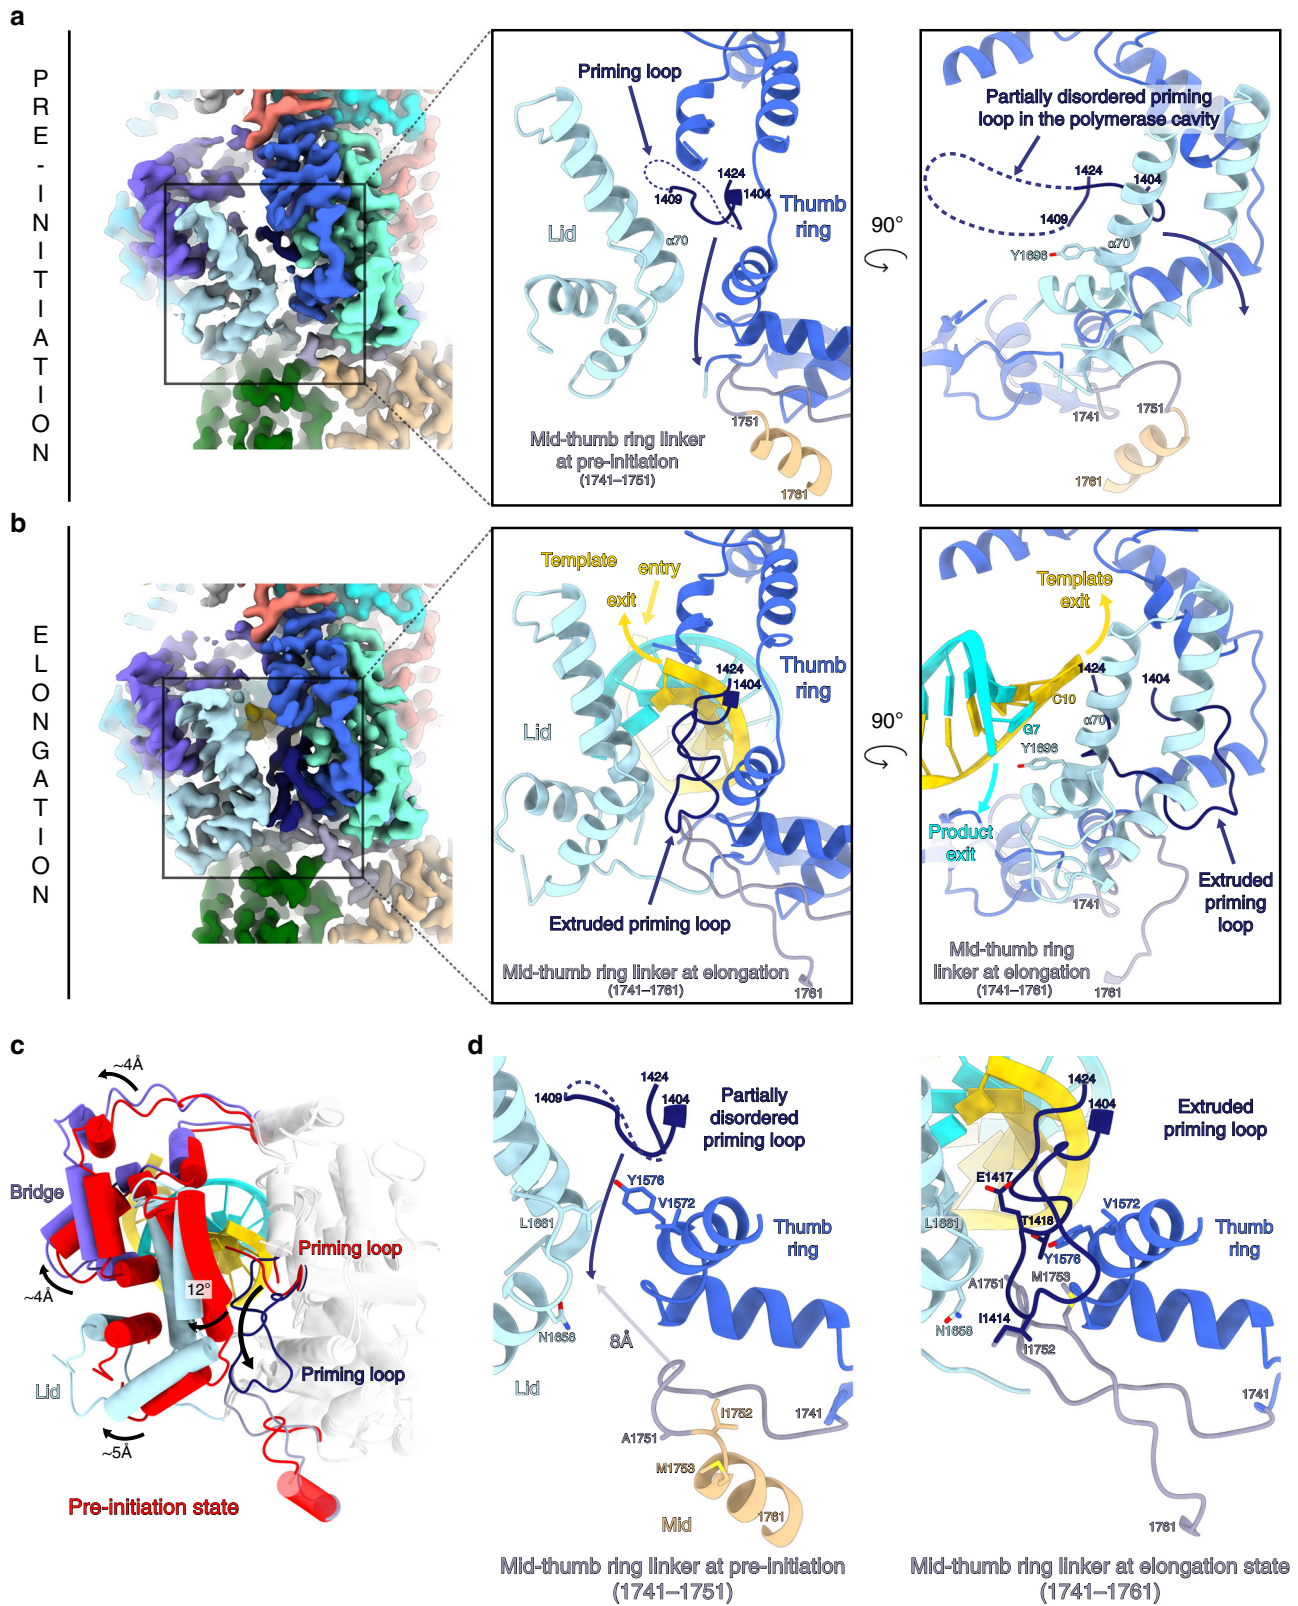 a
PRE-INITIATION
Priming loop
1424
1404
1409
Lid
α70
Thumb
ring
1751
Mid-thumb ring linker
at pre-initiation
(1741–1751)
1761
90°
Partially disordered priming
loop in the polymerase cavity
1424
1404
1409
Y1696
α70
1741
1751
1761
b
ELONGATION
Template
entry
exit
1424
1404
Thumb
ring
Lid
Extruded priming loop
Mid-thumb ring linker at elongation
(1741–1761)
1761
90°
Template
exit
1424
1404
C10
α70
G7
Y1696
Product
exit
Extruded
priming
loop
1741
Mid-thumb ring
linker at elongation
(1741–1761)
1761
c
~4Å
Bridge
Priming loop
12°
~4Å
Priming loop
Lid
~5Å
Pre-initiation state
d
1424
1409
1404
Partially
disordered
priming loop
Y1576
V1572
L1661
Thumb
ring
N1658
8Å
Lid
I1752
1741
A1751
M1753
1761
Mid
Mid-thumb ring linker at pre-initiation
(1741–1751)
1424
1404
Extruded
priming loop
E1417
L1661
T1418
V1572
Thumb
ring
Y1576
A1751
M1753
N1658
I1414
I1752
1741
1761
Mid-thumb ring linker at elongation state
(1741–1761)